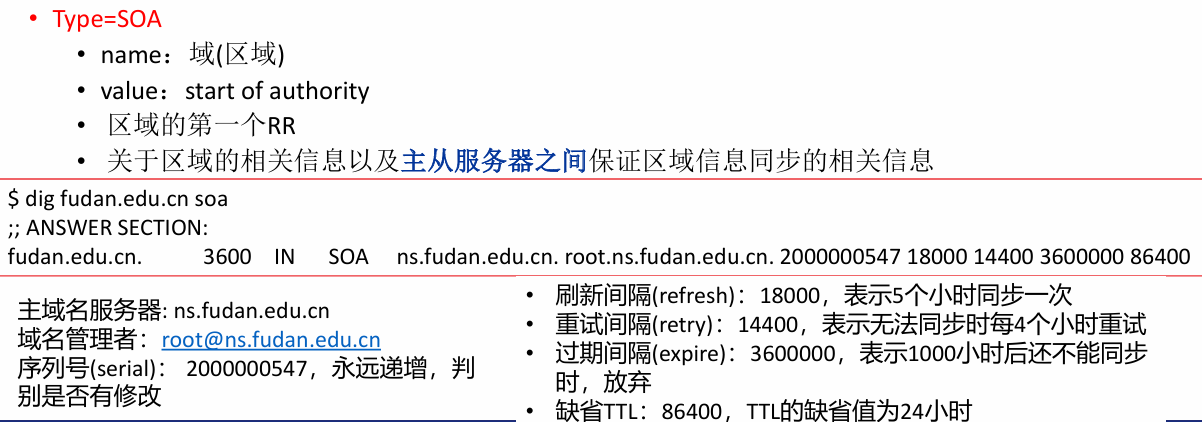 • Type=SOA
• name：域(区域)
• value：start of authority
• 区域的第一个RR
• 关于区域的相关信息以及主从服务器之间保证区域信息同步的相关信息
$ dig fudan.edu.cn soa
;; ANSWER SECTION:
fudan.edu.cn. 3600 IN SOA ns.fudan.edu.cn. root.ns.fudan.edu.cn. 2000000547 18000 14400 3600000 86400
主域名服务器: ns.fudan.edu.cn
域名管理者：root@ns.fudan.edu.cn
序列号(serial)： 2000000547，永远递增，判
别是否有修改
• 刷新间隔(refresh)：18000，表示5个小时同步一次
• 重试间隔(retry)：14400，表示无法同步时每4个小时重试
• 过期间隔(expire)：3600000，表示1000小时后还不能同步
时，放弃
• 缺省TTL：86400，TTL的缺省值为24小时